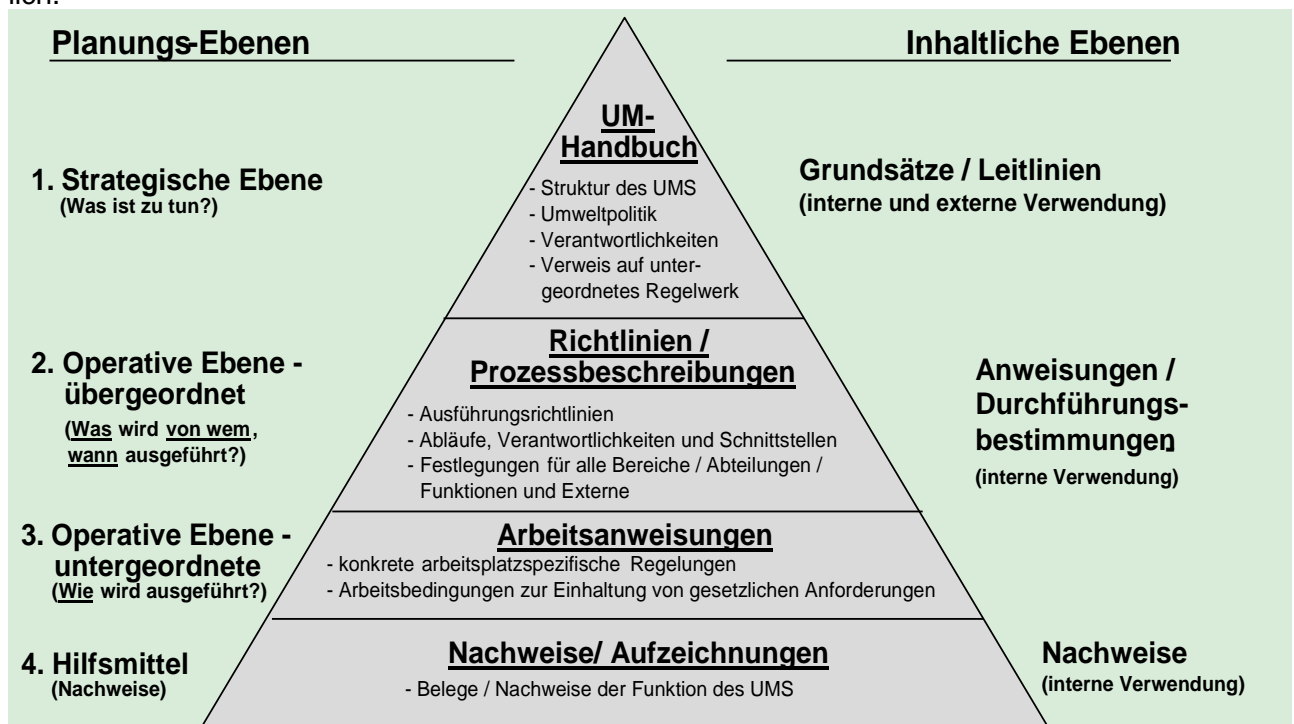 Planungs-Ebenen
Inhaltliche Ebenen
UM-
Handbuch
- Struktur des UMS
- Umweltpolitik
- Verantwortlichkeiten
- Verweis auf unter-
geordnetes Regelwerk
1. Strategische Ebene
(Was ist zu tun?)
Grundsätze / Leitlinien
(interne und externe Verwendung)
Richtlinien /
Prozessbeschreibungen
- Ausführungsrichtlinien
- Abläufe, Verantwortlichkeiten und Schnittstellen
- Festlegungen für alle Bereiche / Abteilungen /
Funktionen und Externe
2. Operative Ebene -
übergeordnet
(Was wird von wem,
wann ausgeführt?)
Anweisungen /
Durchführungs-
bestimmungen
(interne Verwendung)
3. Operative Ebene -
untergeordnete
(Wie wird ausgeführt?)
Arbeitsanweisungen
- konkrete arbeitsplatzspezifische Regelungen
- Arbeitsbedingungen zur Einhaltung von gesetzlichen Anforderungen
4. Hilfsmittel
(Nachweise)
Nachweise/ Aufzeichnungen
- Belege / Nachweise der Funktion des UMS
Nachweise
(interne Verwendung)